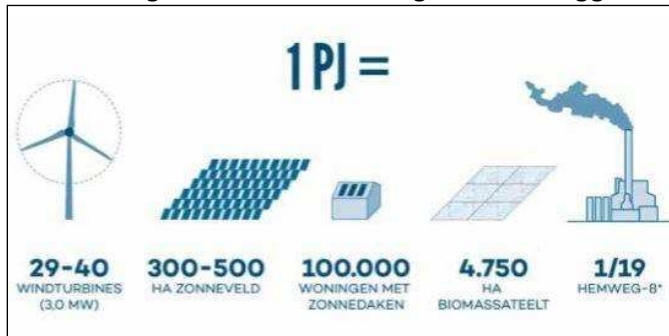 1 PJ =
29-40
WINDTURBINES
(3,0 MW)
300-500
HA ZONNEVELD
100.000
WONINGEN MET
ZONNEDAKEN
4.750
HA
BIOMASSATEELT
1/19
HEMWEG-8*